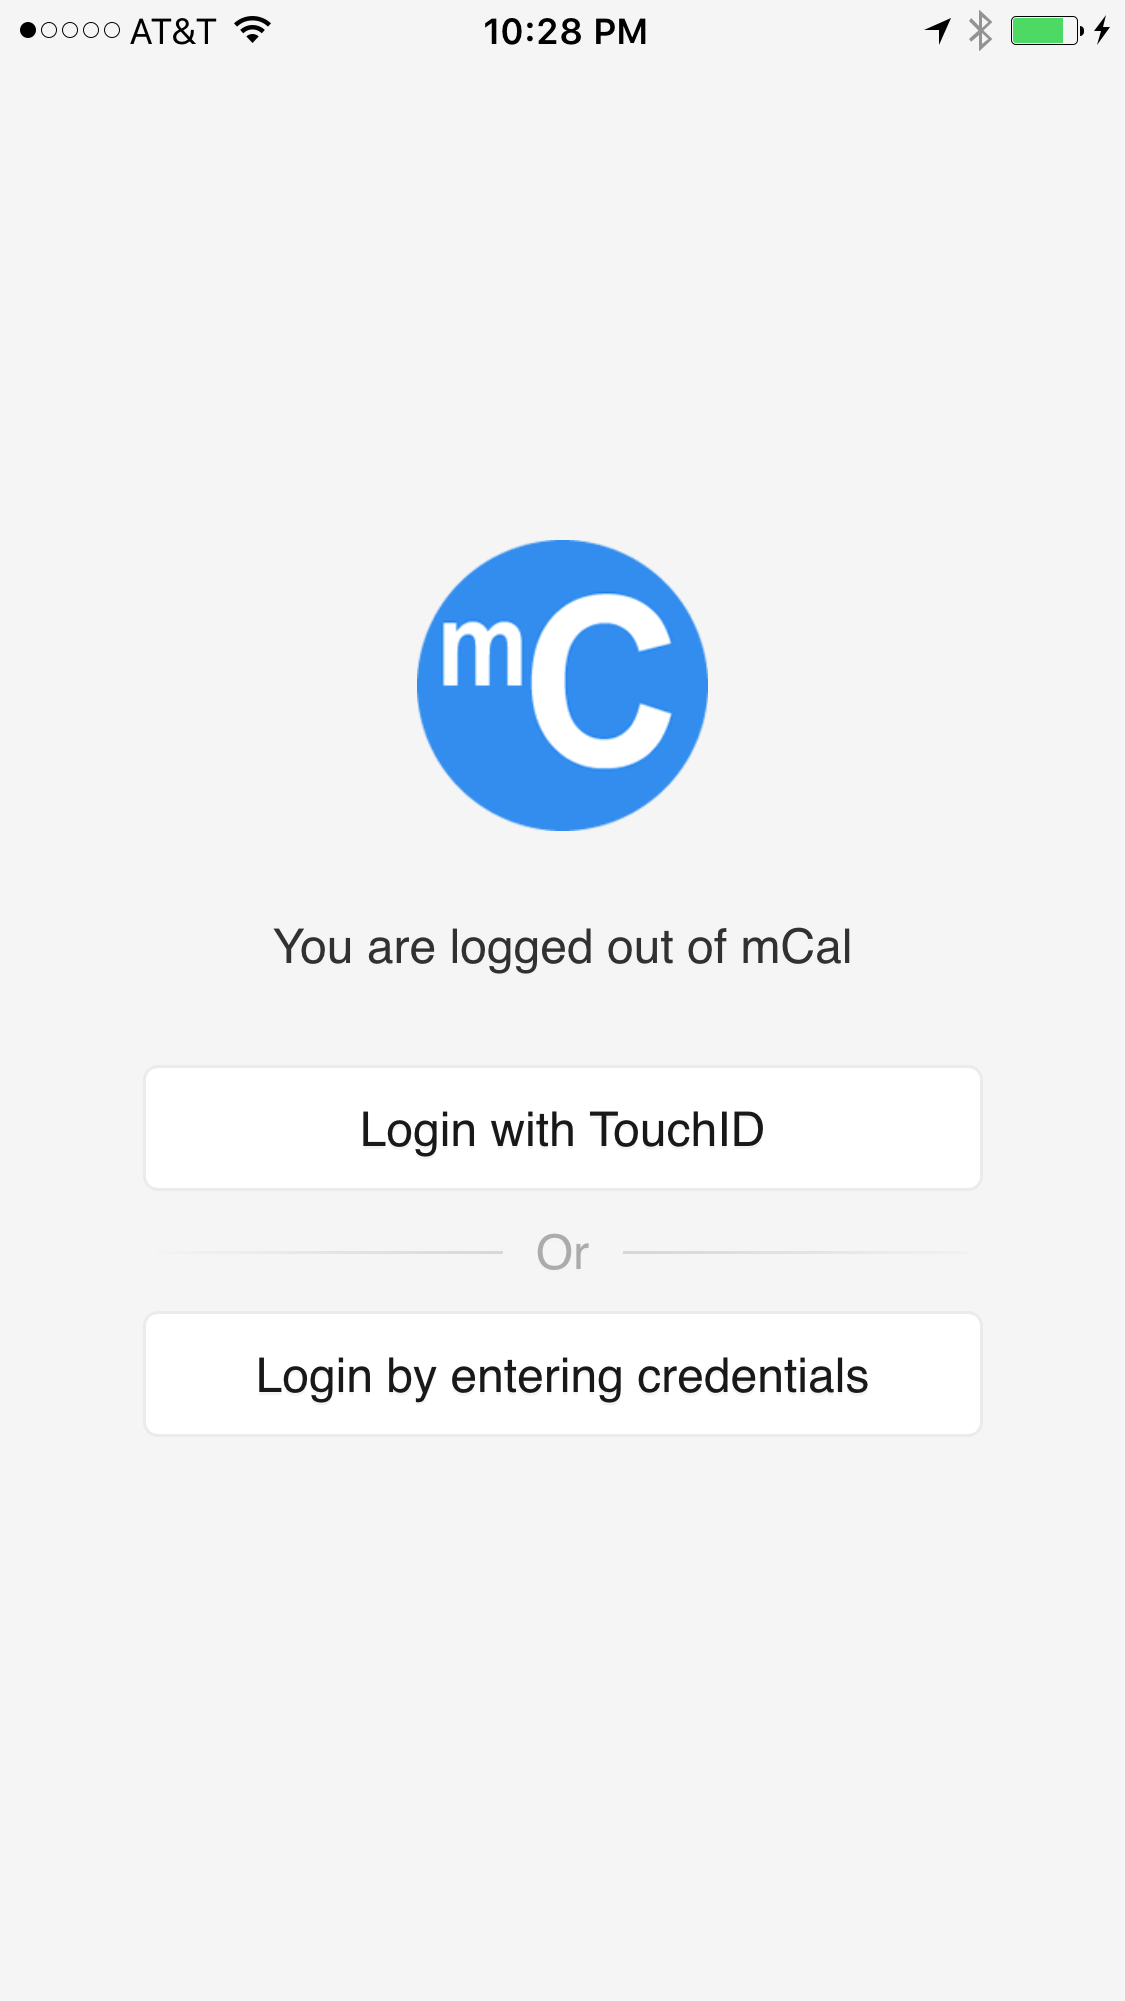 AT&T 10:28 PM
mC
You are logged out of mCal
Login with TouchID
Or
Login by entering credentials